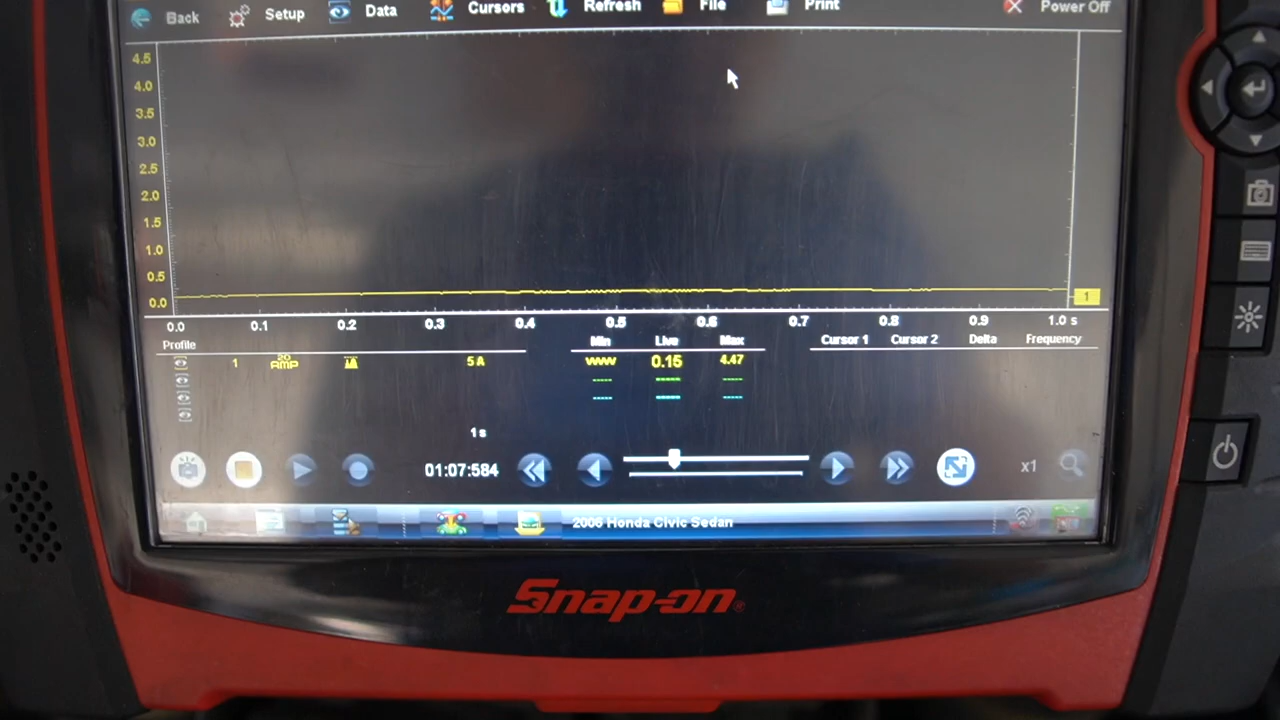 Back Setup Data Cursors Refresh File Print Power Off
4.5
4.0
3.5
3.0
2.5
2.0
1.5
1.0
0.5
0.0
1
0.0 0.1 0.2 0.3 0.4 0.5 0.6 0.7 0.8 0.9 1.0 s
Profile Min Live Max Cursor 1 Cursor 2 Delta Frequency
1 20 AMP 5 A 0.15 4.47
1 s
01:07:584 x1
2006 Honda Civic Sedan
Snap-on